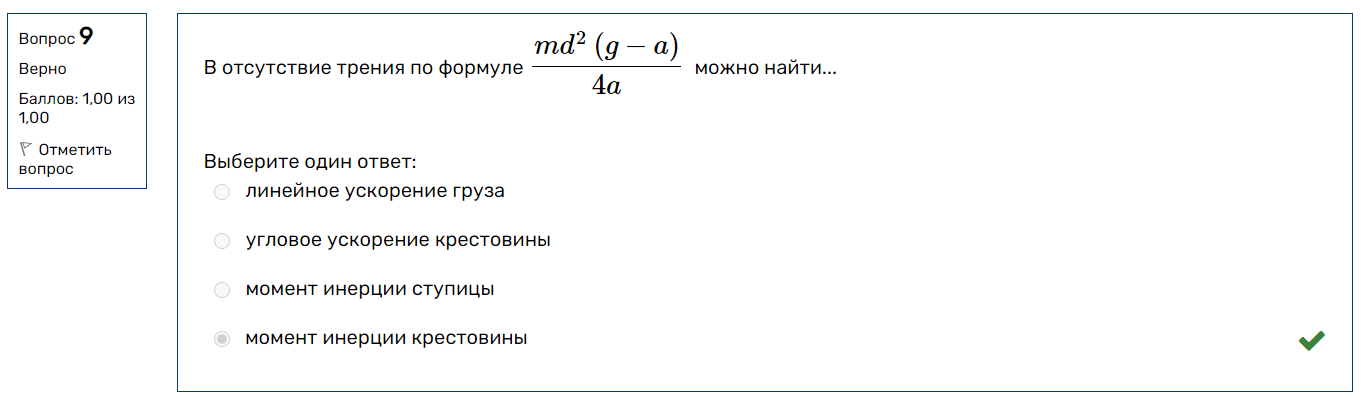 Вопрос 9
Верно
Баллов: 1,00 из
1,00
Отметить
вопрос
В отсутствие трения по формуле \frac{md^2 (g - a)}{4a} можно найти...
Выберите один ответ:
линейное ускорение груза
угловое ускорение крестовины
момент инерции ступицы
момент инерции крестовины